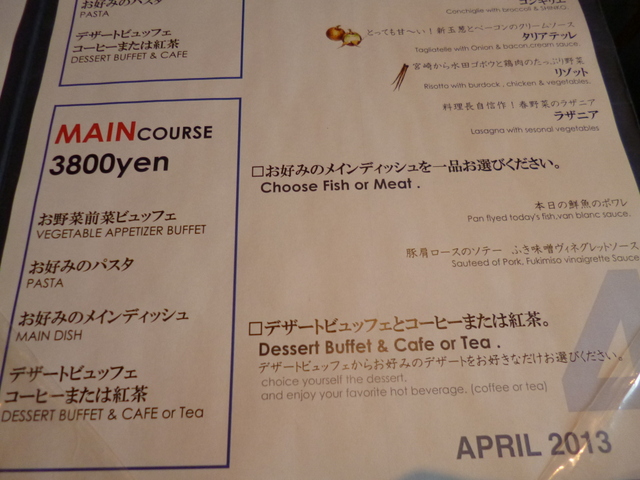 お好みのパスタ
PASTA
デザートビュッフェ
コーヒーまたは紅茶
DESSERT BUFFET & CAFE
MAIN COURSE
3800yen
お野菜前菜ビュッフェ
VEGETABLE APPETIZER BUFFET
お好みのパスタ
PASTA
お好みのメインディッシュ
MAIN DISH
デザートビュッフェ
コーヒーまたは紅茶
DESSERT BUFFET & CAFE or Tea
コンキリエ
Conchiglie with broccoli &
とっても甘〜い!新玉葱とベーコンのクリームソース
タリアテッレ
Tagliatelle with Onion & bacon,cream sauce.
宮崎から水田ゴボウと鶏肉のたっぷり野菜
リゾット
Risotto with burdock , chicken & vegetables.
料理長自信作!春野菜のラザニア
ラザニア
Lasagna with sesonal vegetables
□お好みのメインディッシュを一品お選びください。
Choose Fish or Meat .
本日の鮮魚のポワレ
Pan flyed today's fish,van blanc sauce.
豚肩ロースのソテー ふき味噌ヴィネグレットソース
Sauteed of Pork, Fukimiso vinaigrette Sauce
□デザートビュッフェとコーヒーまたは紅茶。
Dessert Buffet & Cafe or Tea .
デザートビュッフェからお好みのデザートをお好きなだけお選びください。
choice yourself the dessert,
and enjoy your favorite hot beverage. (coffee or tea)
APRIL 2013